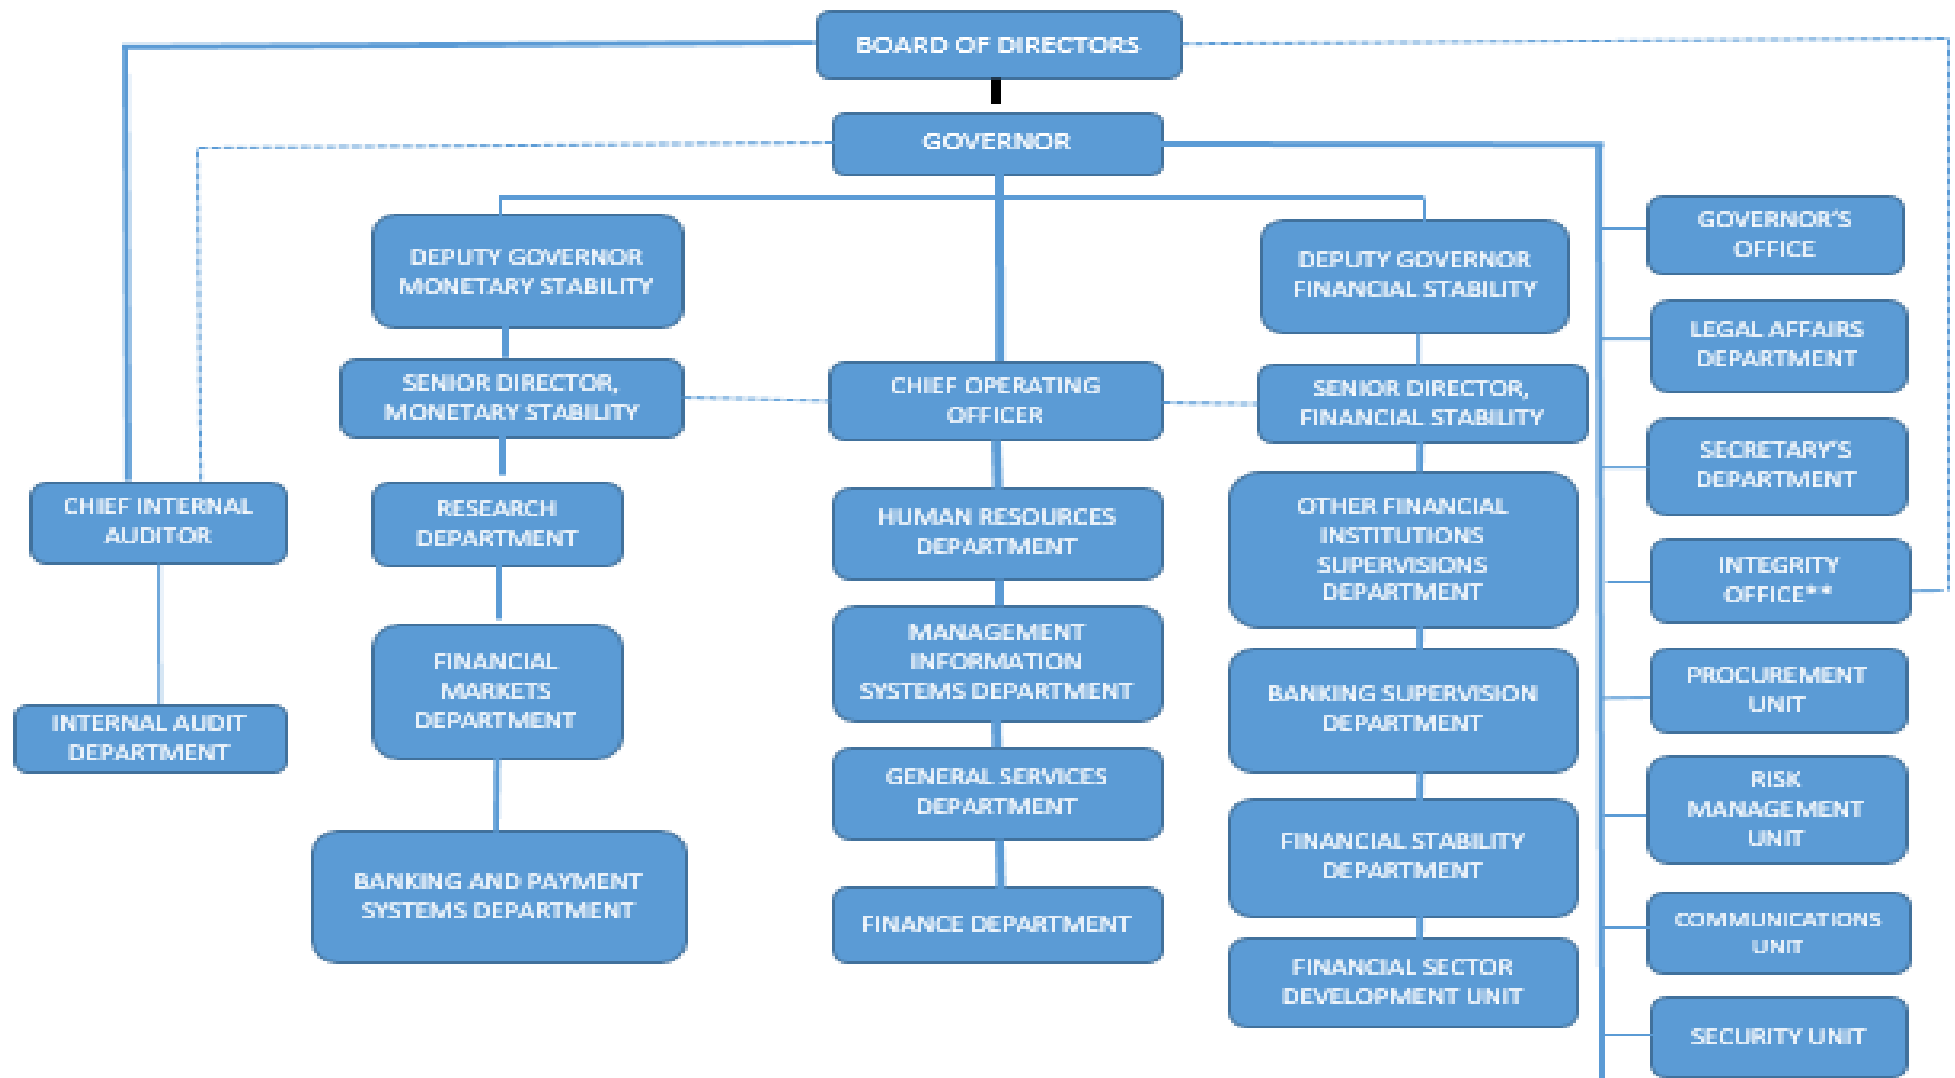 BOARD OF DIRECTORS
GOVERNOR
DEPUTY GOVERNOR
MONETARY STABILITY
SENIOR DIRECTOR,
MONETARY STABILITY
RESEARCH
DEPARTMENT
FINANCIAL
MARKETS
DEPARTMENT
BANKING AND PAYMENT
SYSTEMS DEPARTMENT
CHIEF INTERNAL
AUDITOR
INTERNAL AUDIT
DEPARTMENT
CHIEF OPERATING
OFFICER
HUMAN RESOURCES
DEPARTMENT
MANAGEMENT
INFORMATION
SYSTEMS DEPARTMENT
GENERAL SERVICES
DEPARTMENT
FINANCE DEPARTMENT
DEPUTY GOVERNOR
FINANCIAL STABILITY
SENIOR DIRECTOR,
FINANCIAL STABILITY
OTHER FINANCIAL
INSTITUTIONS
SUPERVISIONS
DEPARTMENT
BANKING SUPERVISION
DEPARTMENT
FINANCIAL STABILITY
DEPARTMENT
FINANCIAL SECTOR
DEVELOPMENT UNIT
GOVERNOR'S
OFFICE
LEGAL AFFAIRS
DEPARTMENT
SECRETARY'S
DEPARTMENT
INTEGRITY
OFFICE**
PROCUREMENT
UNIT
RISK
MANAGEMENT
UNIT
COMMUNICATIONS
UNIT
SECURITY UNIT